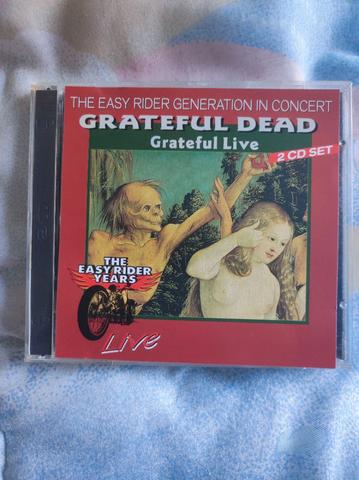 THE EASY RIDER GENERATION IN CONCERT
GRATEFUL DEAD
Grateful Live
2 CD SET
THE
EASY RIDER
YEARS
Live